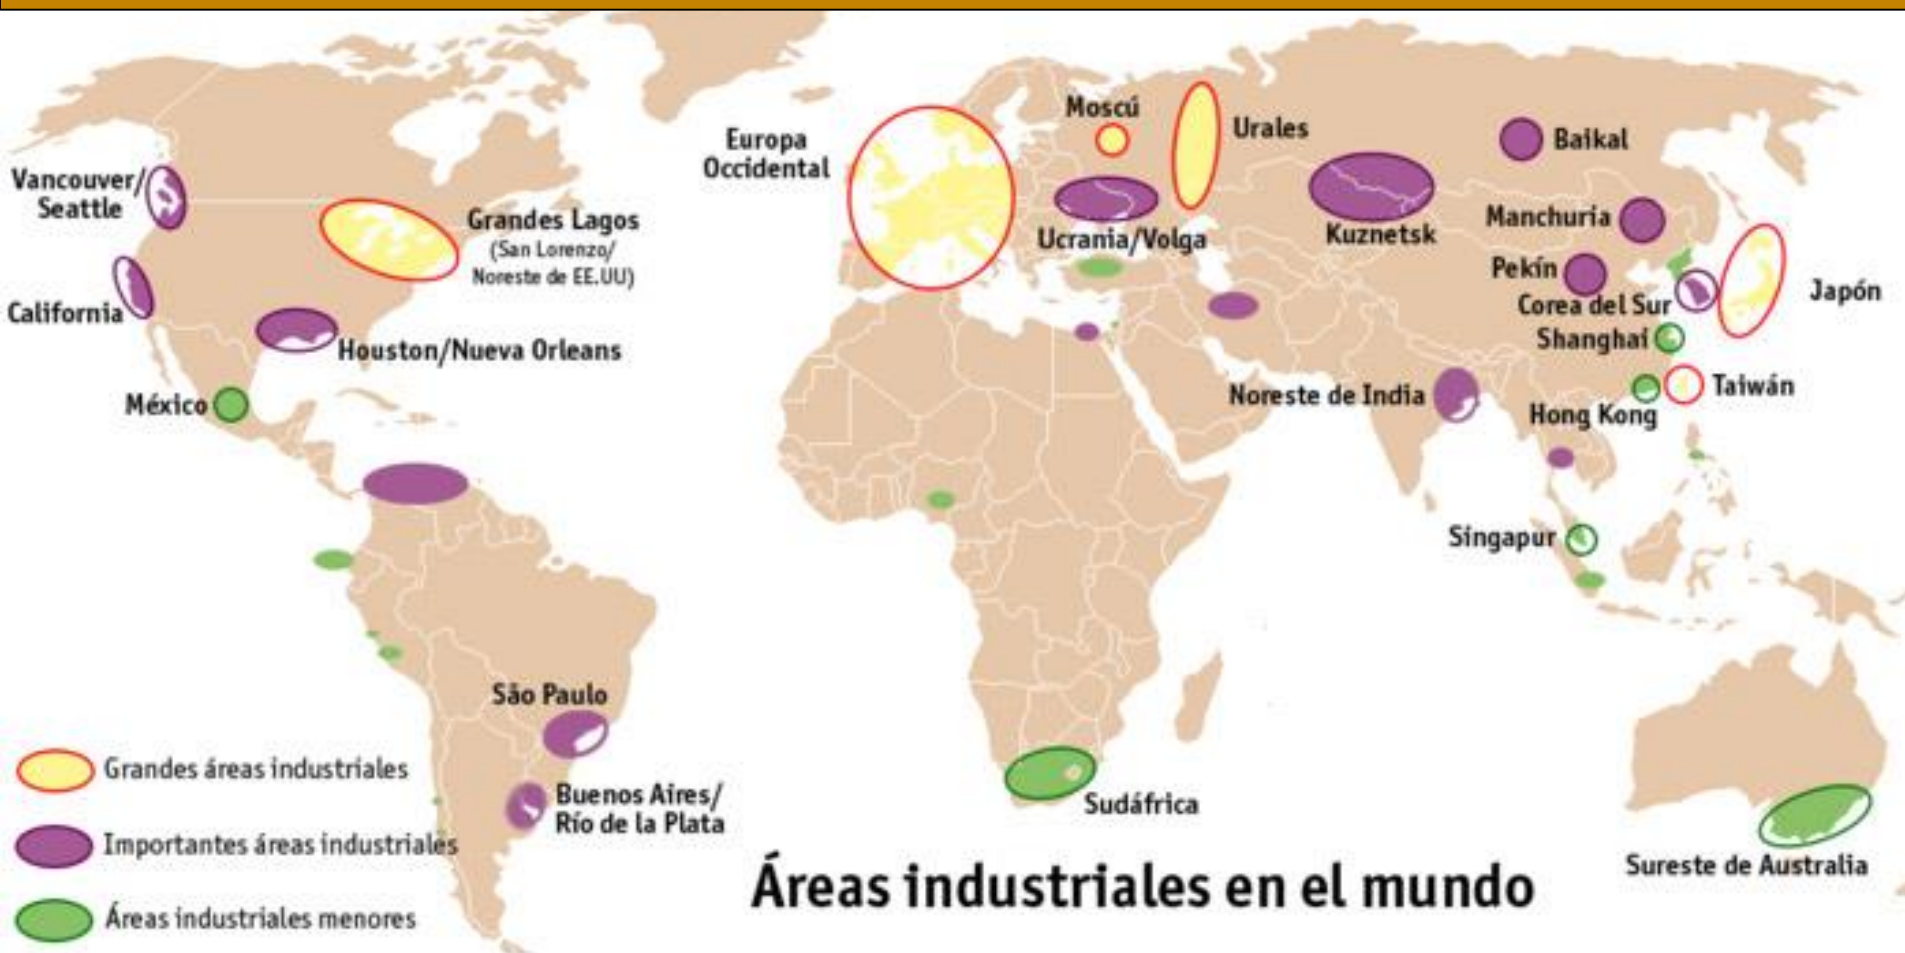 Vancouver/
Seattle
California
México
Grandes Lagos
(San Lorenzo/
Noreste de EE.UU)
Houston/Nueva Orleans
São Paulo
Buenos Aires/
Río de la Plata
Europa
Occidental
Moscú
Urales
Ucrania/Volga
Kuznetsk
Baikal
Manchuria
Pekín
Corea del Sur
Japón
Shanghai
Taiwán
Hong Kong
Noreste de India
Singapur
Sudáfrica
Sureste de Australia
Grandes áreas industriales
Importantes áreas industriales
Áreas industriales menores
Áreas industriales en el mundo